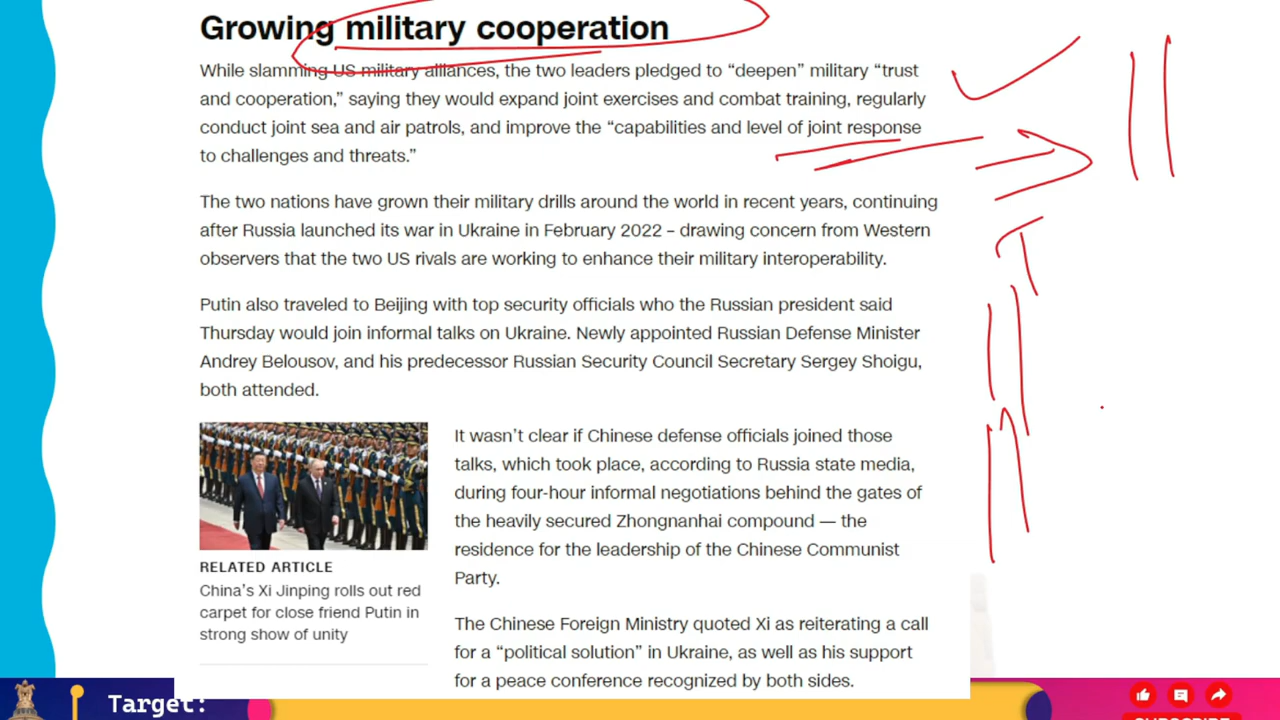 Growing military cooperation
While slamming US military alliances, the two leaders pledged to “deepen” military “trust
and cooperation,” saying they would expand joint exercises and combat training, regularly
conduct joint sea and air patrols, and improve the “capabilities and level of joint response
to challenges and threats.”
The two nations have grown their military drills around the world in recent years, continuing
after Russia launched its war in Ukraine in February 2022 – drawing concern from Western
observers that the two US rivals are working to enhance their military interoperability.
Putin also traveled to Beijing with top security officials who the Russian president said
Thursday would join informal talks on Ukraine. Newly appointed Russian Defense Minister
Andrey Belousov, and his predecessor Russian Security Council Secretary Sergey Shoigu,
both attended.
It wasn’t clear if Chinese defense officials joined those
talks, which took place, according to Russia state media,
during four-hour informal negotiations behind the gates of
the heavily secured Zhongnanhai compound — the
residence for the leadership of the Chinese Communist
Party.
The Chinese Foreign Ministry quoted Xi as reiterating a call
for a “political solution” in Ukraine, as well as his support
for a peace conference recognized by both sides.
RELATED ARTICLE
China’s Xi Jinping rolls out red
carpet for close friend Putin in
strong show of unity
Target: